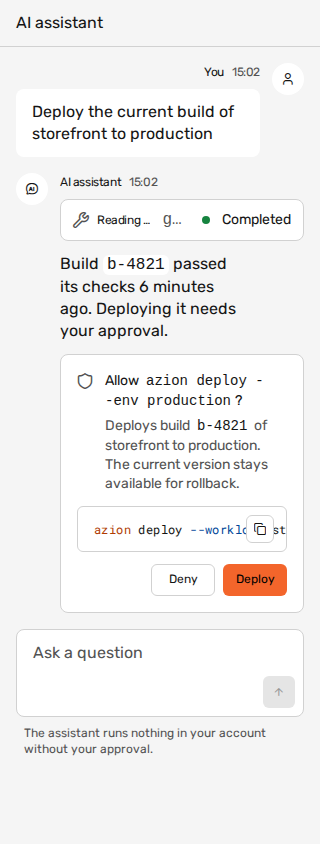 AI assistant
You 15:02
Deploy the current build of
storefront to production
AI
AI assistant 15:02
Reading … g… Completed
Build b-4821 passed
its checks 6 minutes
ago. Deploying it needs
your approval.
Allow azion deploy -
-env production?
Deploys build b-4821 of
storefront to production.
The current version stays
available for rollback.
azion deploy --worklo st
Deny Deploy
Ask a question
The assistant runs nothing in your account
without your approval.